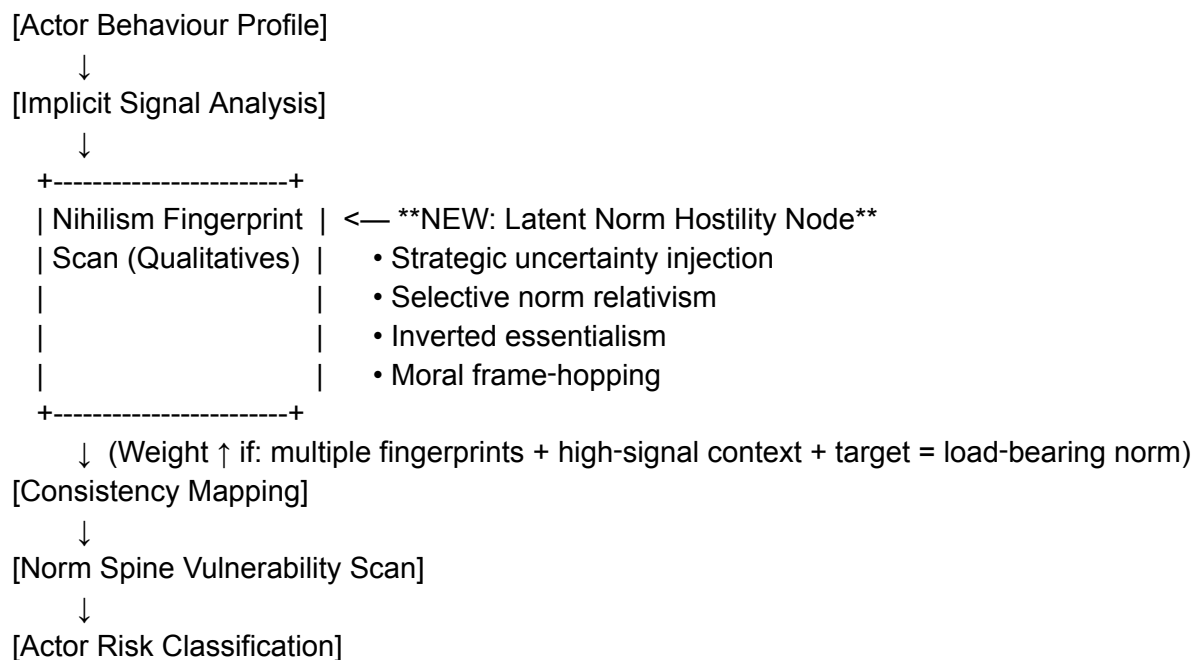 [Actor Behaviour Profile]
↓
[Implicit Signal Analysis]
↓
+------------------------+
| Nihilism Fingerprint | <— **NEW: Latent Norm Hostility Node**
| Scan (Qualitatives) | • Strategic uncertainty injection
| | • Selective norm relativism
| | • Inverted essentialism
| | • Moral frame-hopping
+------------------------+
↓ (Weight ↑ if: multiple fingerprints + high-signal context + target = load-bearing norm)
[Consistency Mapping]
↓
[Norm Spine Vulnerability Scan]
↓
[Actor Risk Classification]